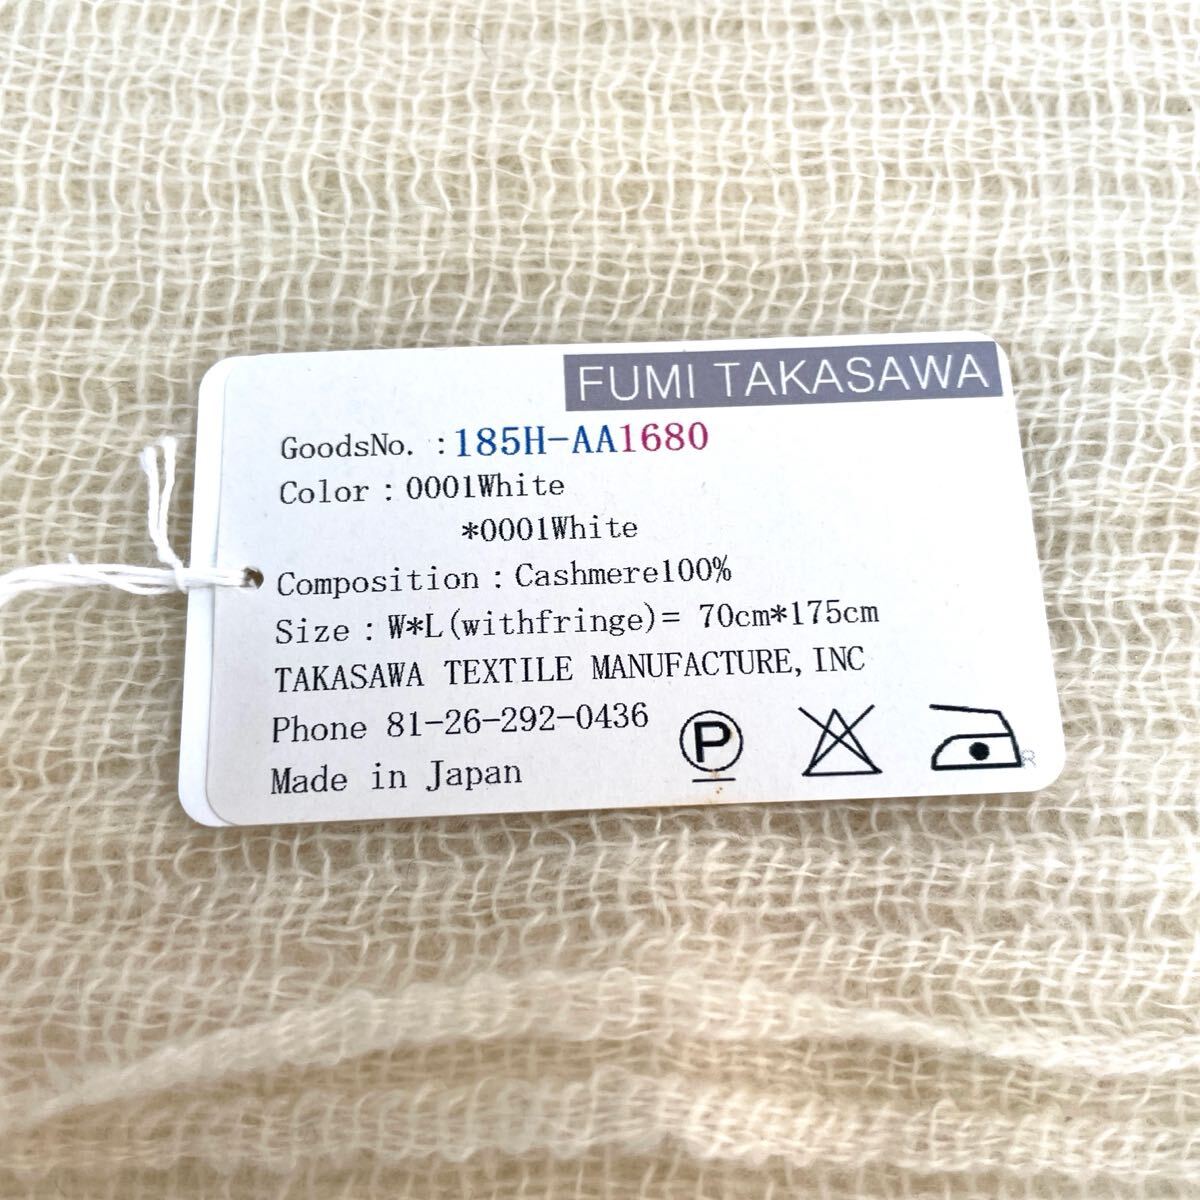 FUMI TAKASAWA
GoodsNo. :185H-AA1680
Color : 0001White
*0001White
Composition : Cashmere100%
Size : W*L(withfringe)= 70cm*175cm
TAKASAWA TEXTILE MANUFACTURE, INC
Phone 81-26-292-0436
Made in Japan
P
R